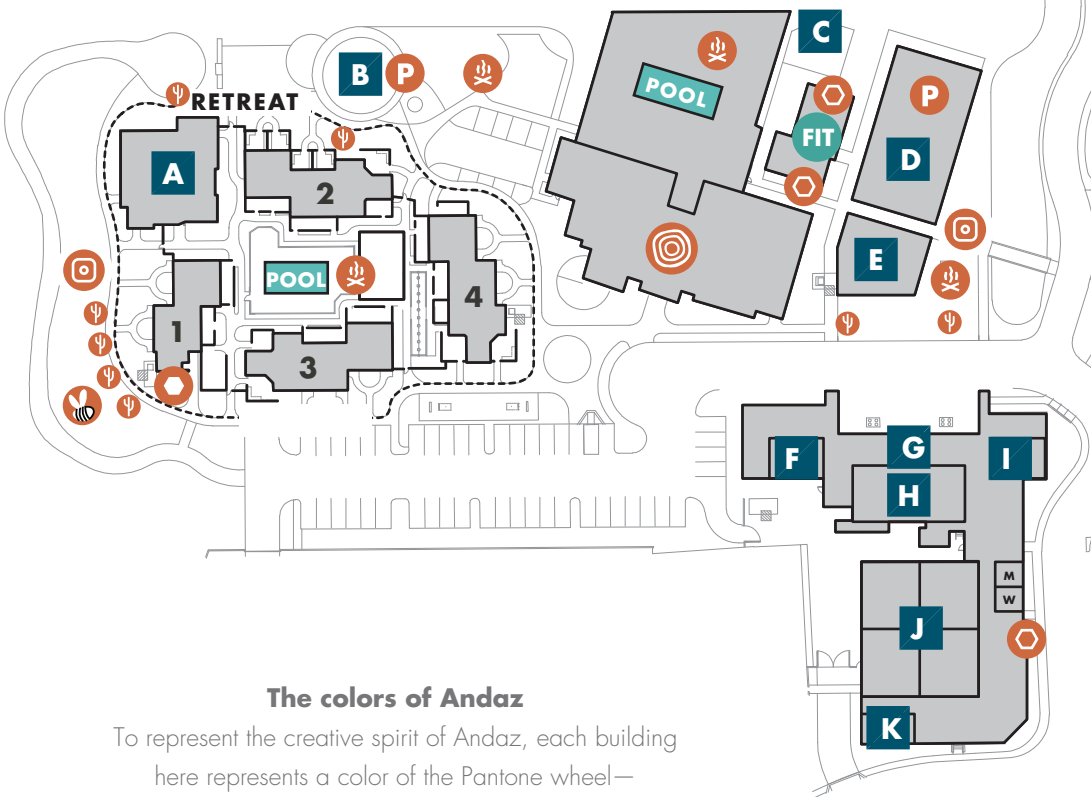 C
B
P
POOL
RETREAT
P
FIT
A
D
2
E
POOL
4
1
3
F
G
I
H
M
W
J
K
The colors of Andaz
To represent the creative spirit of Andaz, each building
here represents a color of the Pantone wheel—